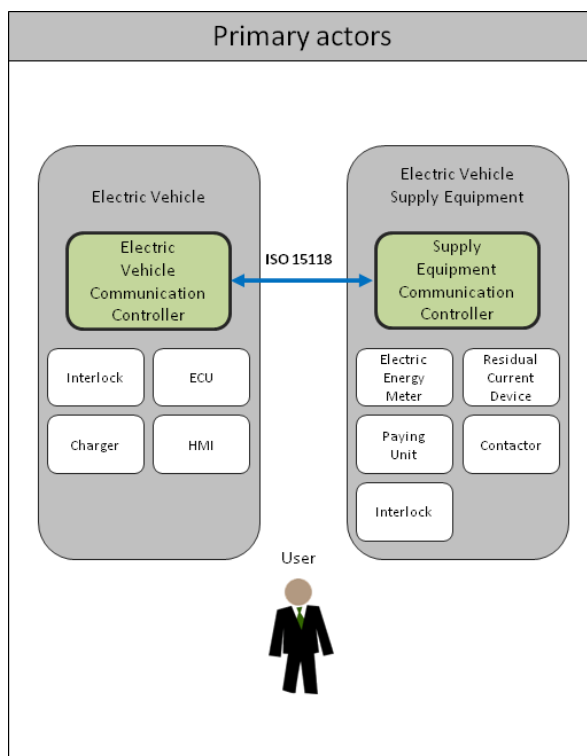 Primary actors
Electric Vehicle
Electric
Vehicle
Communication
Controller
Interlock
ECU
Charger
HMI
ISO 15118
Electric Vehicle
Supply Equipment
Supply
Equipment
Communication
Controller
Electric
Energy
Meter
Residual
Current
Device
Paying
Unit
Contactor
Interlock
User